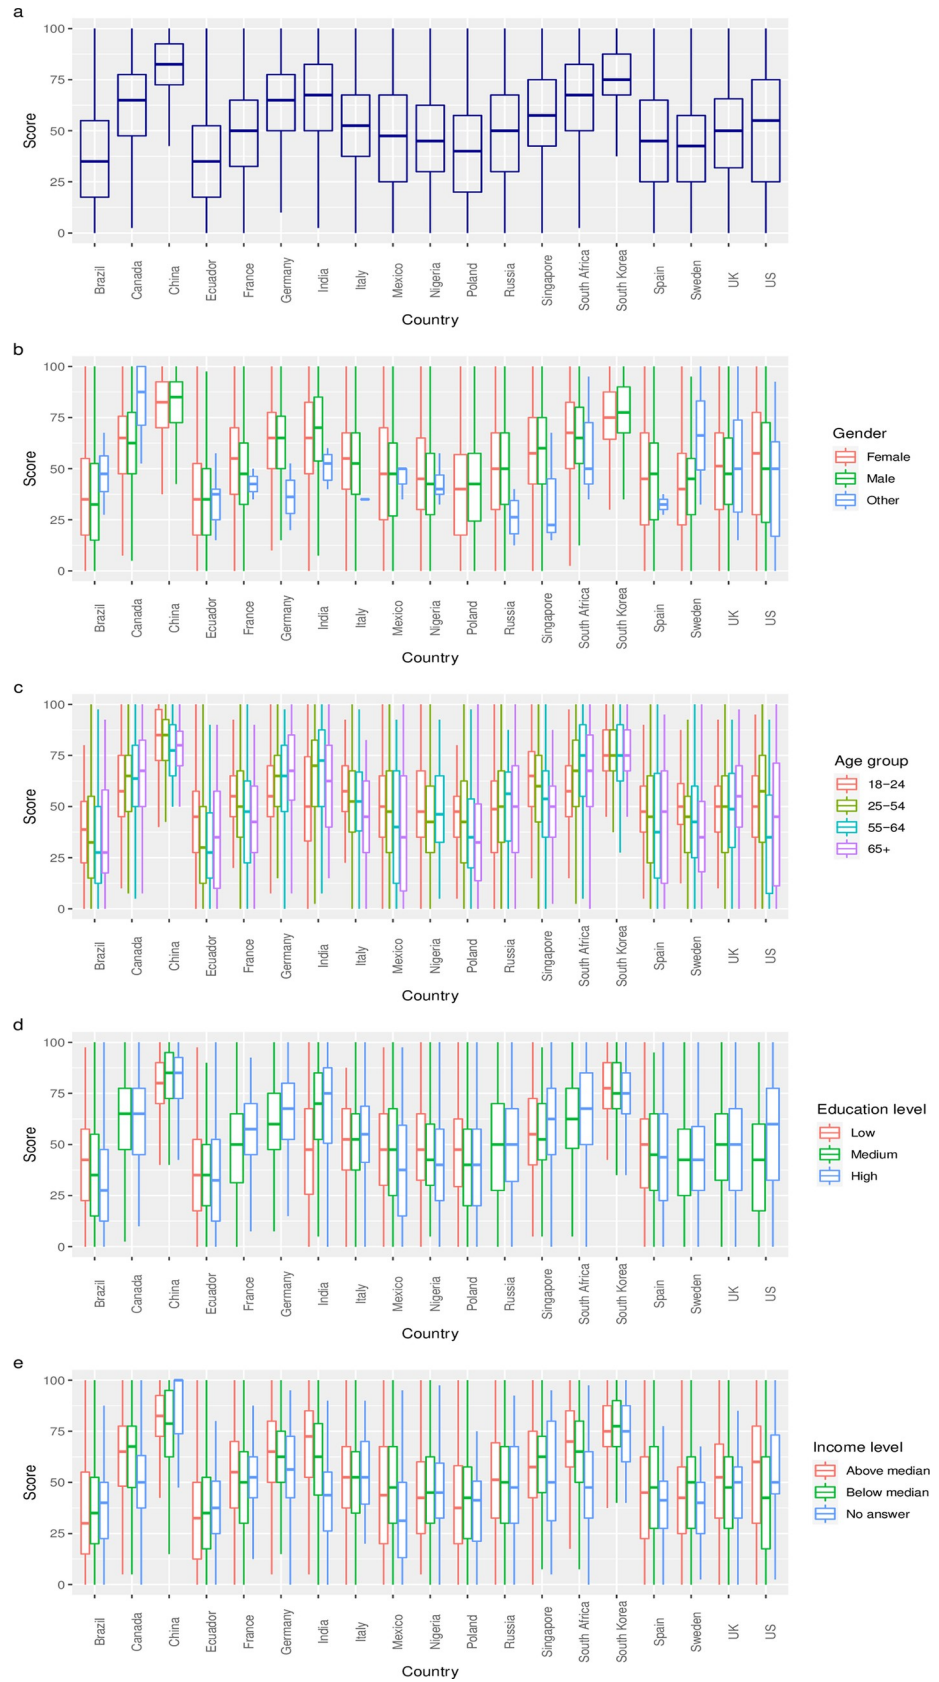 a
100
75
50
25
0
Score
Brazil
Canada
China
Ecuador
France
Germany
India
Italy
Mexico
Nigeria
Poland
Russia
Singapore
South Africa
South Korea
Spain
Sweden
UK
US
Country
b
100
75
50
25
0
Score
Brazil
Canada
China
Ecuador
France
Germany
India
Italy
Mexico
Nigeria
Poland
Russia
Singapore
South Africa
South Korea
Spain
Sweden
UK
US
Country
Gender
Female
Male
Other
c
100
75
50
25
0
Score
Brazil
Canada
China
Ecuador
France
Germany
India
Italy
Mexico
Nigeria
Poland
Russia
Singapore
South Africa
South Korea
Spain
Sweden
UK
US
Country
Age group
18−24
25−54
55−64
65+
d
100
75
50
25
0
Score
Brazil
Canada
China
Ecuador
France
Germany
India
Italy
Mexico
Nigeria
Poland
Russia
Singapore
South Africa
South Korea
Spain
Sweden
UK
US
Country
Education level
Low
Medium
High
e
100
75
50
25
0
Score
Brazil
Canada
China
Ecuador
France
Germany
India
Italy
Mexico
Nigeria
Poland
Russia
Singapore
South Africa
South Korea
Spain
Sweden
UK
US
Country
Income level
Above median
Below median
No answer